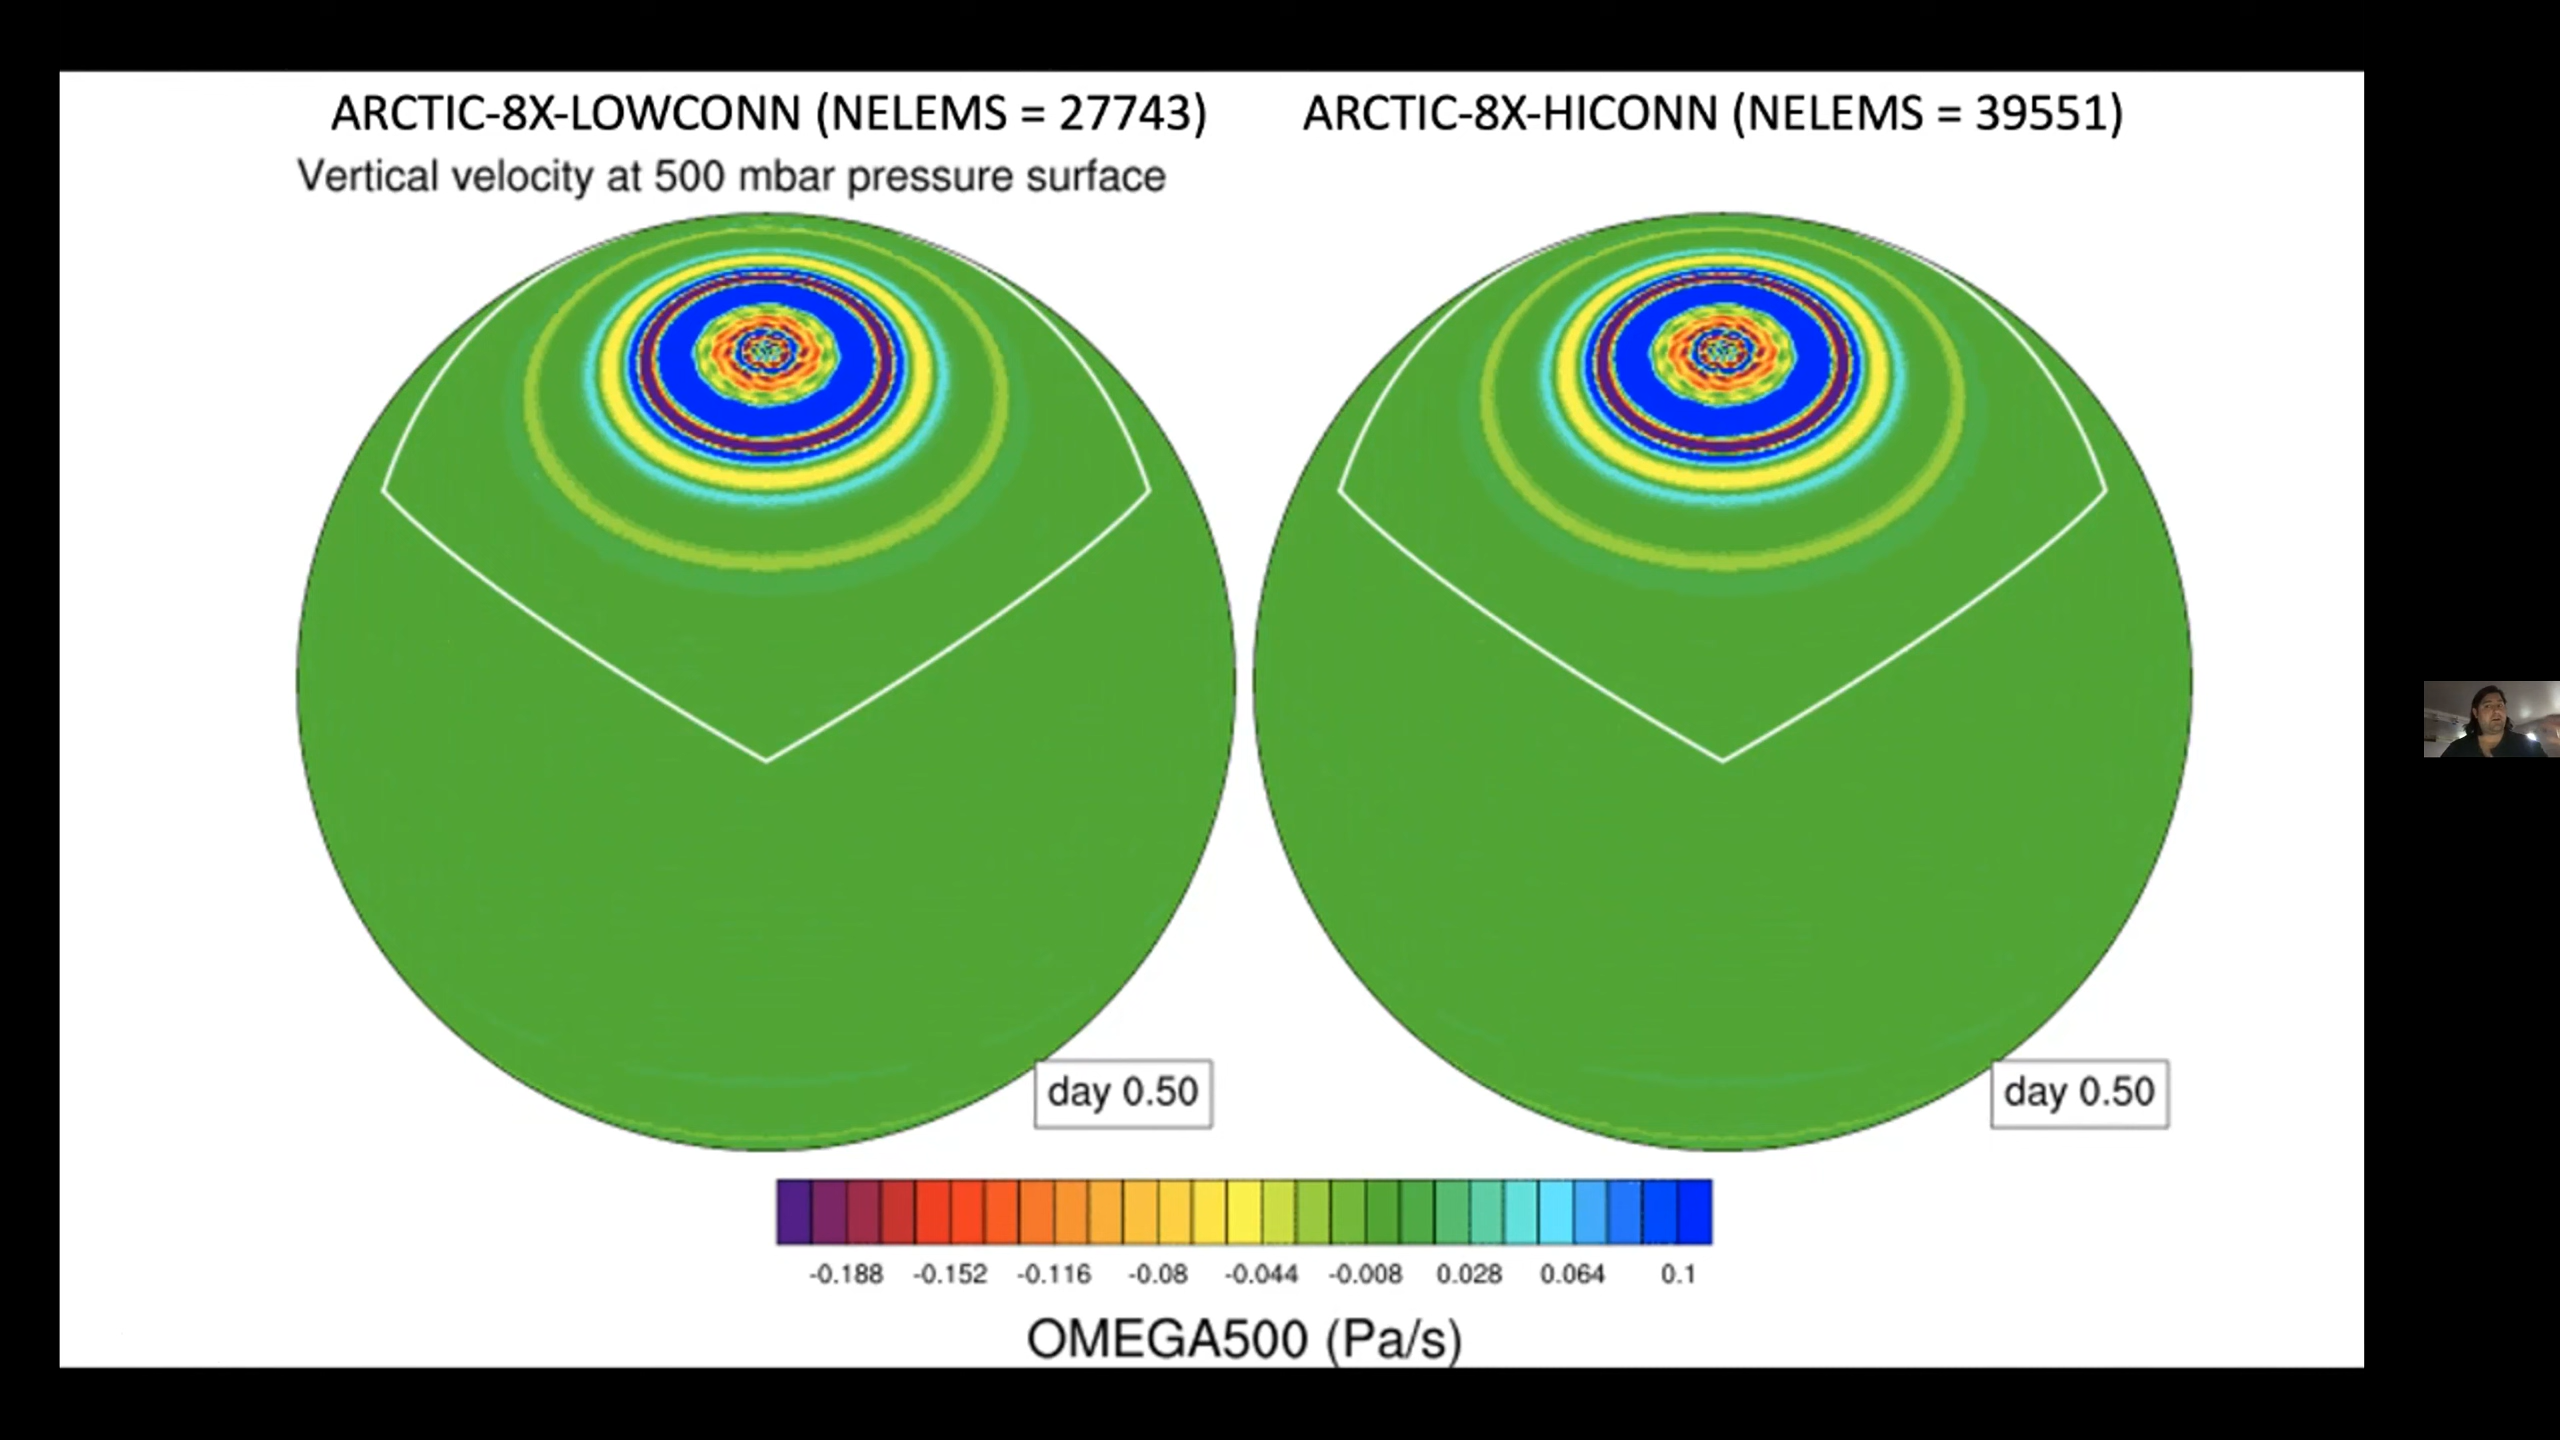 ARCTIC-8X-LOWCONN (NELEMS = 27743)
ARCTIC-8X-HICONN (NELEMS = 39551)
Vertical velocity at 500 mbar pressure surface
day 0.50
day 0.50
-0.188 -0.152 -0.116 -0.08 -0.044 -0.008 0.028 0.064 0.1
OMEGA500 (Pa/s)